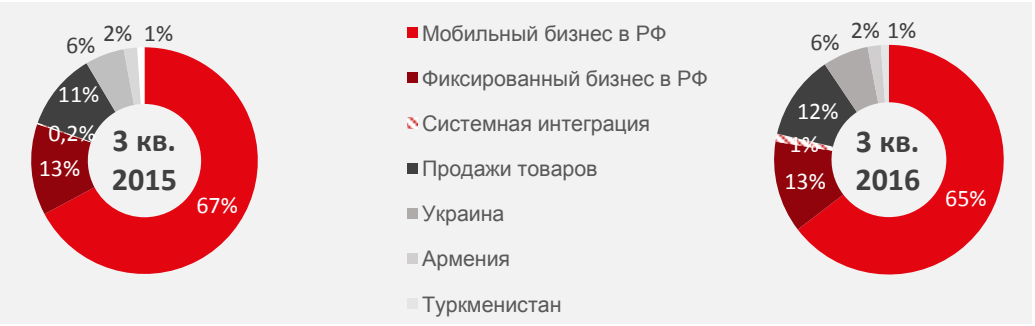 6%
2%
1%
11%
0,2%
13%
67%
3 кв.
2015
Мобильный бизнес в РФ
Фиксированный бизнес в РФ
Системная интеграция
Продажи товаров
Украина
Армения
Туркменистан
6%
2%
1%
12%
1%
13%
65%
3 кв.
2016